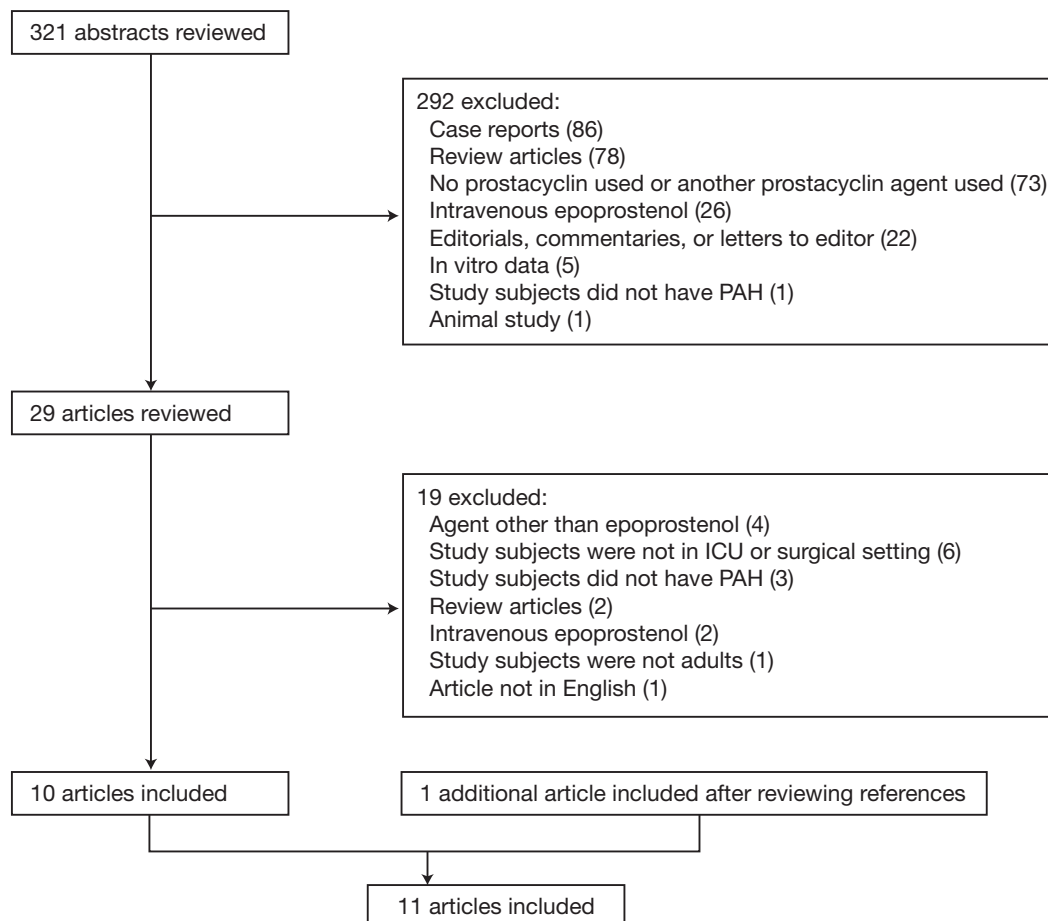 321 abstracts reviewed
292 excluded:
Case reports (86)
Review articles (78)
No prostacyclin used or another prostacyclin agent used (73)
Intravenous epoprostenol (26)
Editorials, commentaries, or letters to editor (22)
In vitro data (5)
Study subjects did not have PAH (1)
Animal study (1)
29 articles reviewed
19 excluded:
Agent other than epoprostenol (4)
Study subjects were not in ICU or surgical setting (6)
Study subjects did not have PAH (3)
Review articles (2)
Intravenous epoprostenol (2)
Study subjects were not adults (1)
Article not in English (1)
10 articles included
1 additional article included after reviewing references
11 articles included